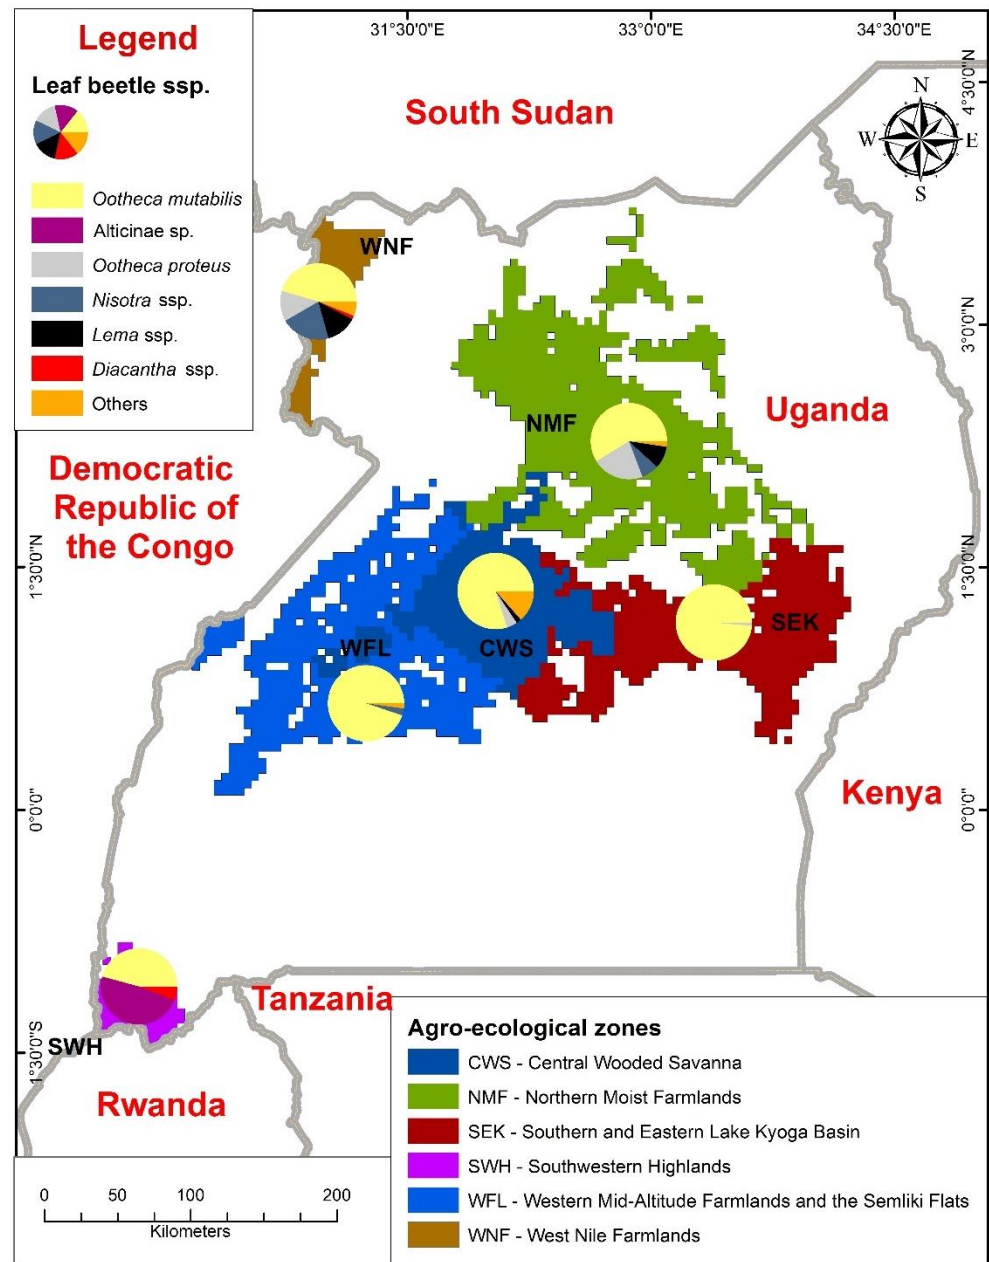 Legend
Leaf beetle ssp.
Ootheca mutabilis
Alticinae sp.
Ootheca proteus
Nisotra ssp.
Lema ssp.
Diacantha ssp.
Others
31°30'0"E
33°0'0"E
34°30'0"E
4°30'0"N
3°0'0"N
1°30'0"N
0°0'0"
1°30'0"N
0°0'0"
1°30'0"S
N
W
E
S
South Sudan
WNF
NMF
Uganda
Democratic
Republic of
the Congo
SEK
WFL
CWS
Kenya
Tanzania
SWH
Rwanda
Agro-ecological zones
CWS - Central Wooded Savanna
NMF - Northern Moist Farmlands
SEK - Southern and Eastern Lake Kyoga Basin
SWH - Southwestern Highlands
WFL - Western Mid-Altitude Farmlands and the Semliki Flats
WNF - West Nile Farmlands
0 50 100 200
Kilometers